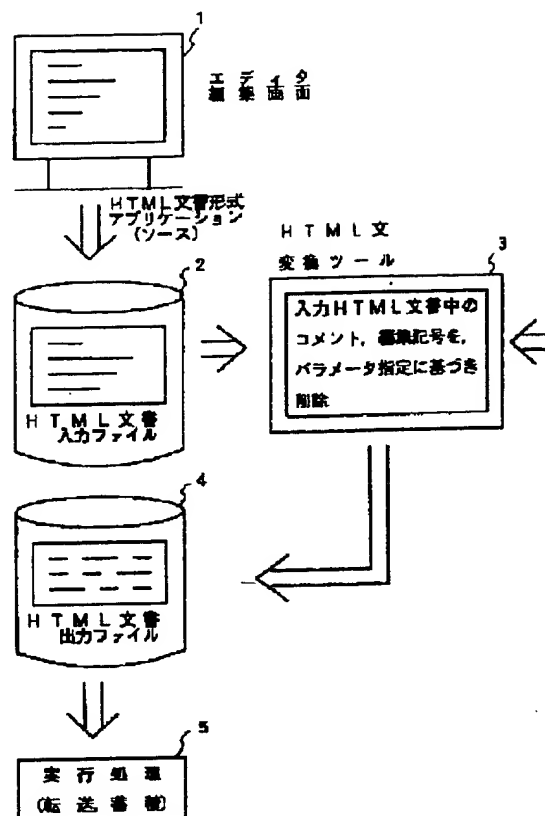 1
エディタ
編集画面
HTML文書形式
アプリケーション
(ソース)
HTML文
変換ツール
3
2
入力HTML文書中の
コメント，編集記号を，
パラメータ指定に基づき
削除
HTML文書
入力ファイル
4
HTML文書
出力ファイル
5
実行処理
(転送蓄積)